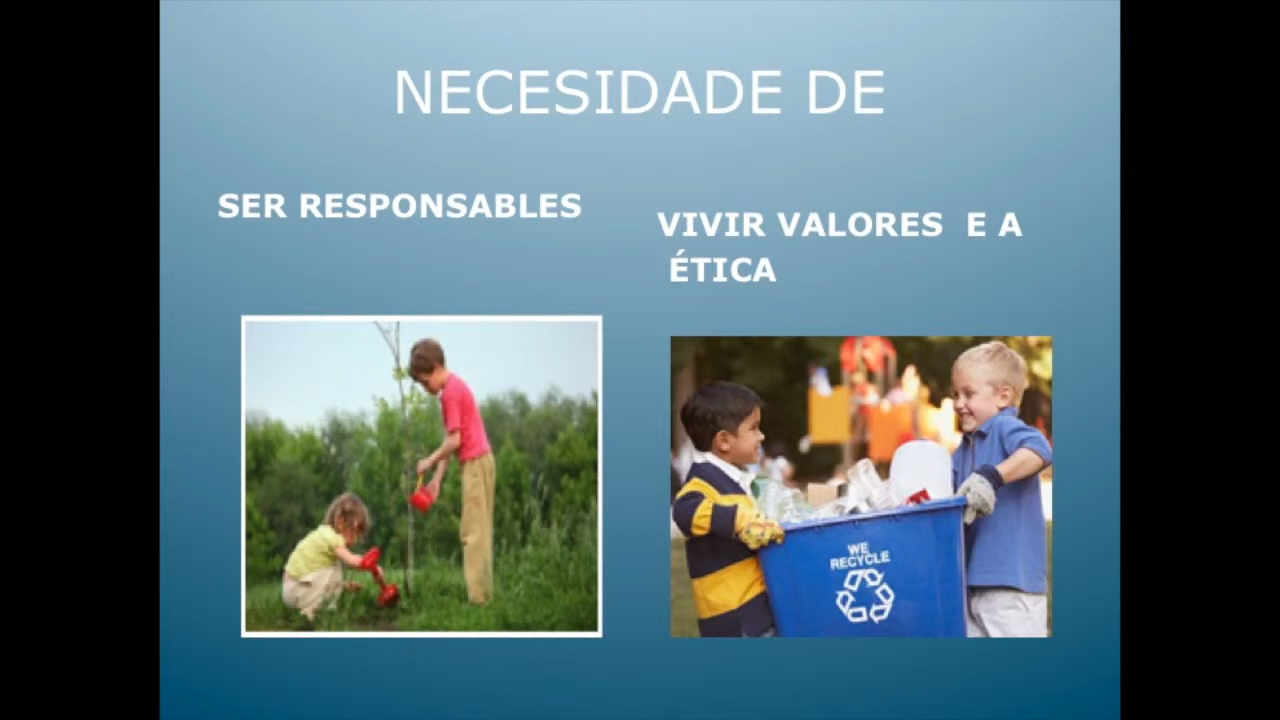 NECESIDADE DE
SER RESPONSABLES
VIVIR VALORES  E A
ÉTICA
WE
RECYCLE